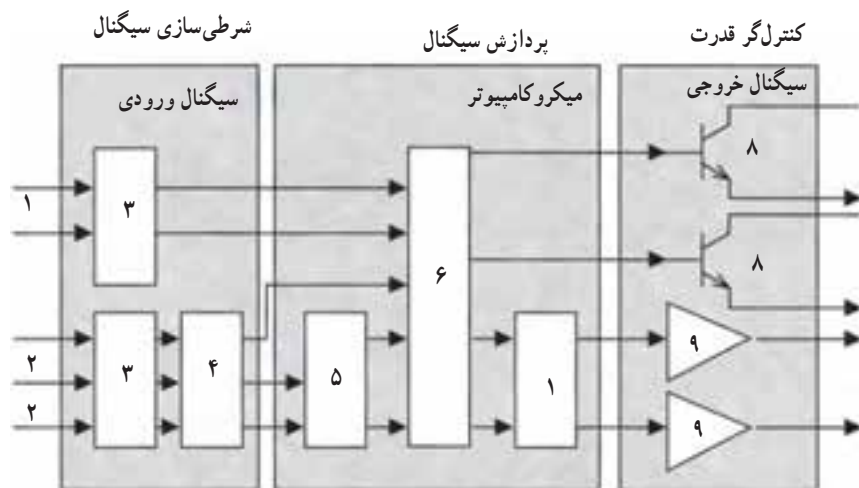 شرطی‌سازی سیگنال
پردازش سیگنال
کنترل‌گر قدرت
سیگنال ورودی
میکروکامپیوتر
سیگنال خروجی
۱
۳
۸
۶
۸
۲
۲
۳
۴
۵
۱
۹
۹